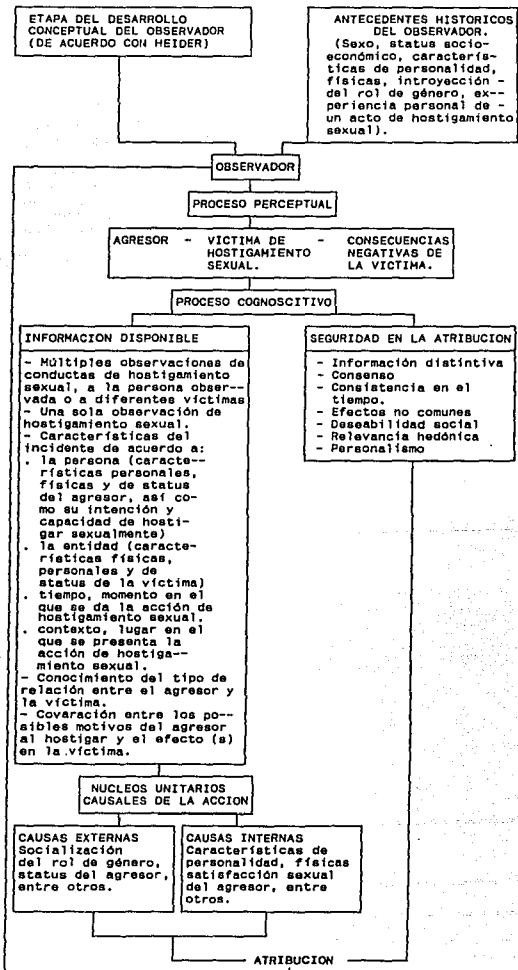 ETAPA DEL DESARROLLO
CONCEPTUAL DEL OBSERVADOR
(DE ACUERDO CON HEIDER)
ANTECEDENTES HISTORICOS
DEL OBSERVADOR.
(Sexo, status socio-
económico, caracterís-
ticas de personalidad,
físicas, introyección -
del rol de género, ex--
periencia personal de -
un acto de hostigamiento
sexual).
OBSERVADOR
PROCESO PERCEPTUAL
AGRESOR - VICTIMA DE - CONSECUENCIAS
HOSTIGAMIENTO NEGATIVAS DE
SEXUAL. LA VICTIMA.
PROCESO COGNOSCITIVO
INFORMACION DISPONIBLE
- Múltiples observaciones de
conductas de hostigamiento
sexual, a la persona obser--
vada o a diferentes víctimas
- Una sola observación de
hostigamiento sexual.
- Características del
incidente de acuerdo a:
. la persona (caracte--
rísticas personales,
físicas y de status
del agresor, así co-
mo su intención y
capacidad de hosti-
gar sexualmente)
. la entidad (caracte-
rísticas físicas,
personales y de
status de la víctima)
. tiempo, momento en el
que se da la acción de
hostigamiento sexual.
. contexto, lugar en el
que se presenta la
acción de hostiga--
miento sexual.
- Conocimiento del tipo de
relación entre el agresor y
la víctima.
- Covaración entre los po--
sibles motivos del agresor
al hostigar y el efecto (s)
en la víctima.
SEGURIDAD EN LA ATRIBUCION
- Información distintiva
- Consenso
- Consistencia en el
tiempo.
- Efectos no comunes
- Deseabilidad social
- Relevancia hedónica
- Personalismo
NUCLEOS UNITARIOS
CAUSALES DE LA ACCION
CAUSAS EXTERNAS
Socialización
del rol de género,
status del agresor,
entre otros.
CAUSAS INTERNAS
Características de
personalidad, físicas
satisfacción sexual
del agresor, entre
otros.
ATRIBUCION